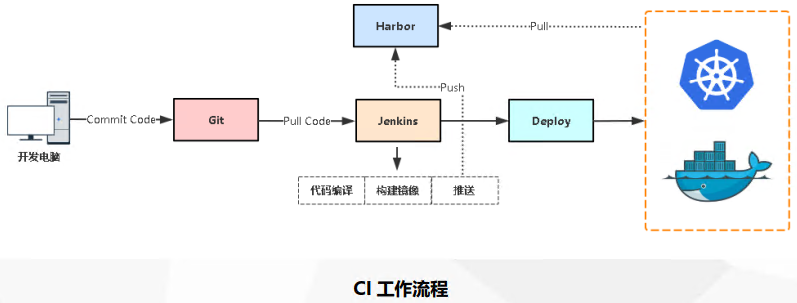 Harbor
Pull
Push
Commit Code
Git
Pull Code
Jenkins
Deploy
开发电脑
代码编译
构建镜像
推送
CI 工作流程